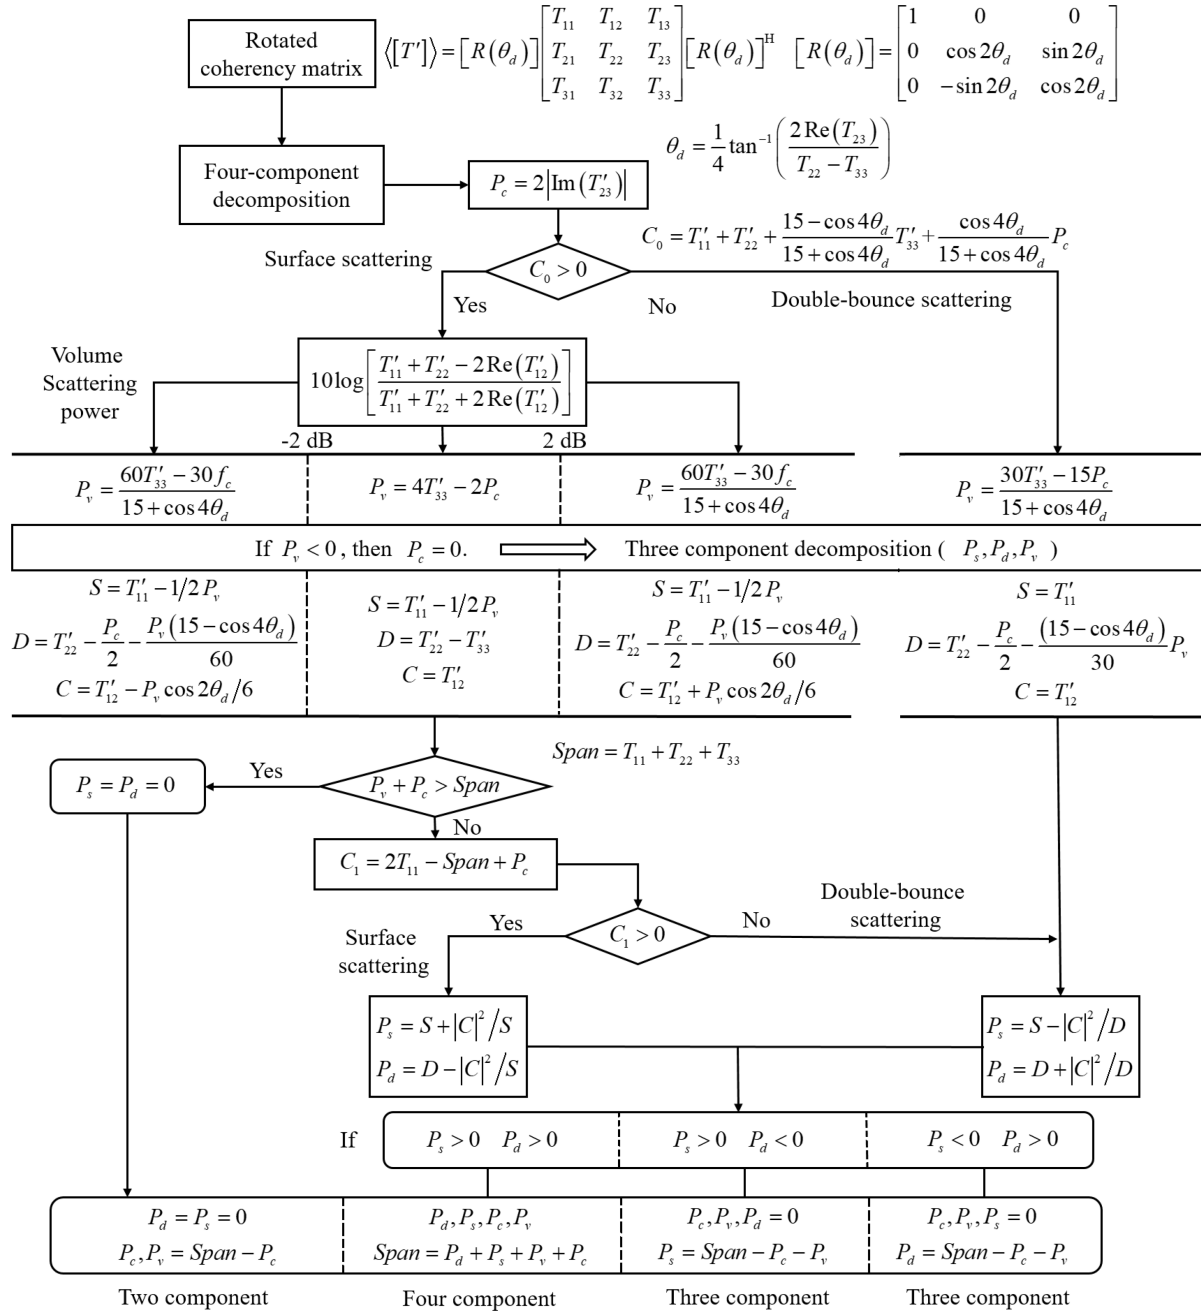 Rotated
coherency matrix
⟨[T′]⟩ = [R(θ_d)] [T₁₁ T₁₂ T₁₃; T₂₁ T₂₂ T₂₃; T₃₁ T₃₂ T₃₃] [R(θ_d)]^H   [R(θ_d)] = [1 0 0; 0 cos2θ_d sin2θ_d; 0 −sin2θ_d cos2θ_d]
θ_d = 1/4 tan⁻¹(2Re(T₂₃)/(T₂₂ − T₃₃))
Four-component
decomposition
P_c = 2|Im(T′₂₃)|
C₀ = T′₁₁ + T′₂₂ + (15 − cos4θ_d)/(15 + cos4θ_d) T′₃₃ + cos4θ_d/(15 + cos4θ_d) P_c
Surface scattering
C₀ > 0
Yes
No
Double-bounce scattering
Volume
Scattering
power
10log[(T′₁₁ + T′₂₂ − 2Re(T′₁₂))/(T′₁₁ + T′₂₂ + 2Re(T′₁₂))]
-2 dB
2 dB
P_v = (60T′₃₃ − 30f_c)/(15 + cos4θ_d)
P_v = 4T′₃₃ − 2P_c
P_v = (60T′₃₃ − 30f_c)/(15 + cos4θ_d)
P_v = (30T′₃₃ − 15P_c)/(15 + cos4θ_d)
If P_v < 0, then P_c = 0. ⇒ Three component decomposition ( P_s, P_d, P_v )
S = T′₁₁ − 1/2 P_v
D = T′₂₂ − P_c/2 − P_v(15 − cos4θ_d)/60
C = T′₁₂ − P_v cos2θ_d/6
S = T′₁₁ − 1/2 P_v
D = T′₂₂ − T′₃₃
C = T′₁₂
S = T′₁₁ − 1/2 P_v
D = T′₂₂ − P_c/2 − P_v(15 − cos4θ_d)/60
C = T′₁₂ + P_v cos2θ_d/6
S = T′₁₁
D = T′₂₂ − P_c/2 − (15 − cos4θ_d)/30 P_v
C = T′₁₂
Span = T₁₁ + T₂₂ + T₃₃
P_s = P_d = 0
Yes
P_v + P_c > Span
No
C₁ = 2T₁₁ − Span + P_c
Double-bounce
scattering
Yes
C₁ > 0
No
Surface
scattering
P_s = S + |C|²/S
P_d = D − |C|²/S
P_s = S − |C|²/D
P_d = D + |C|²/D
If
P_s > 0 P_d > 0
P_s > 0 P_d < 0
P_s < 0 P_d > 0
P_d = P_s = 0
P_c, P_v = Span − P_c
P_d, P_s, P_c, P_v
Span = P_d + P_s + P_v + P_c
P_c, P_v, P_d = 0
P_s = Span − P_c − P_v
P_c, P_v, P_s = 0
P_d = Span − P_c − P_v
Two component
Four component
Three component
Three component